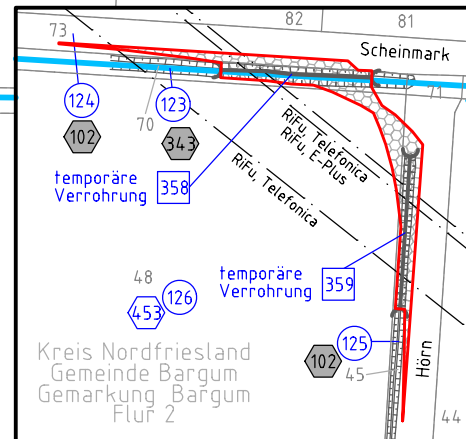 73
82
81
Scheinmark
71
124
123
102
343
70
RiFu, Telefonica
RiFu, E-Plus
RiFu, Telefonica
temporäre
Verrohrung
358
temporäre
Verrohrung
359
48
453
126
125
102
45
Hörn
44
Kreis Nordfriesland
Gemeinde Bargum
Gemarkung Bargum
Flur 2